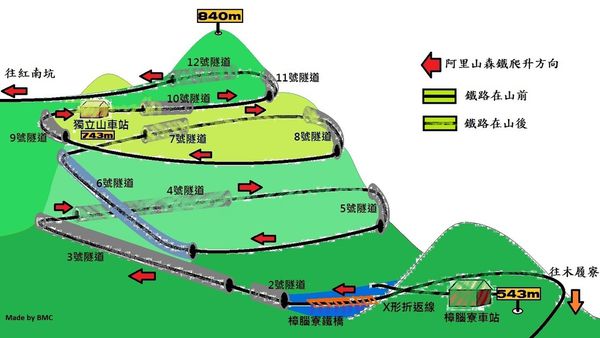 840m
往红南坑
12號隧道
11號隧道
10號隧道
獨立山車站
743m
9號隧道
7號隧道
8號隧道
6號隧道
4號隧道
5號隧道
3號隧道
2號隧道
樟腦寮鐵橋
X形折返線
樟腦寮車站
543m
往木履寮
阿里山森鐵爬升方向
鐵路在山前
鐵路在山後
Made by BMC